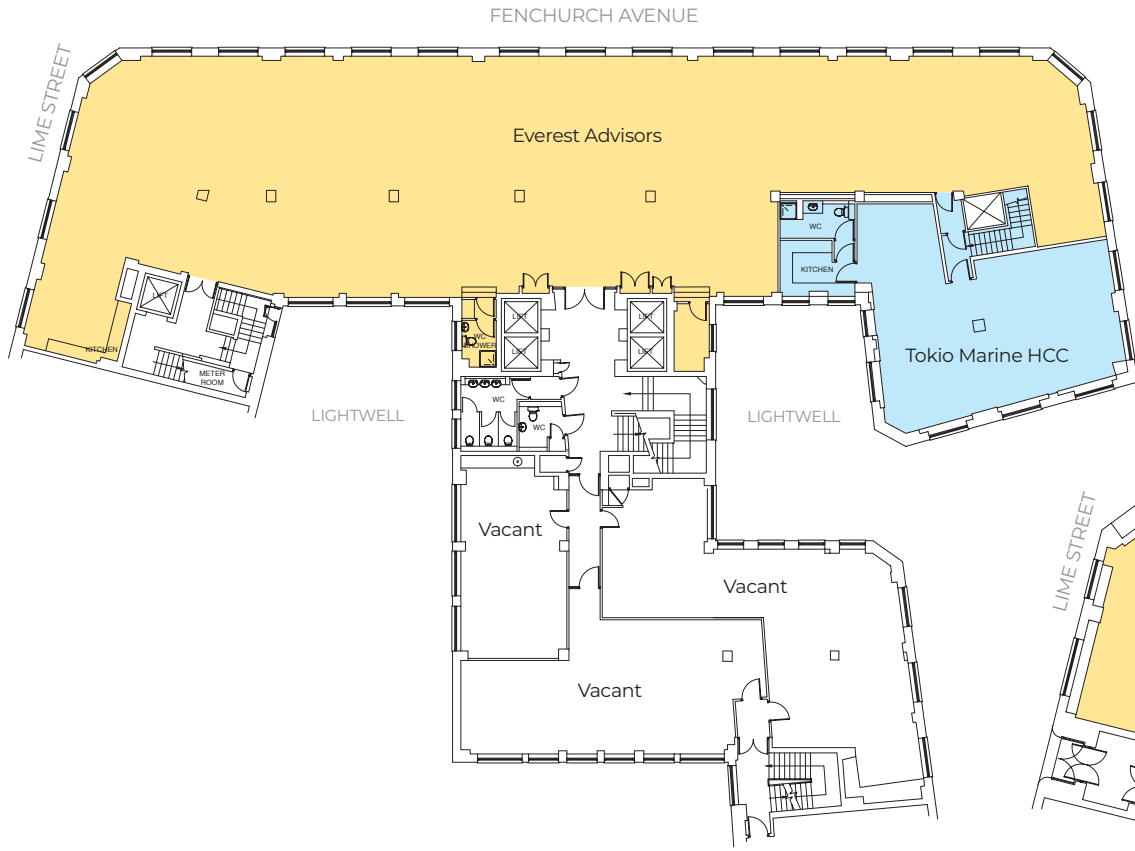 FENCHURCH AVENUE
LIME STREET
Everest Advisors
WC
KITCHEN
LIFT
LIFT
LIFT
WC
SHOWER
LIFT
LIFT
KITCHEN
METER
ROOM
Tokio Marine HCC
LIGHTWELL
WC
LIGHTWELL
WC
Vacant
LIME STREET
Vacant
Vacant